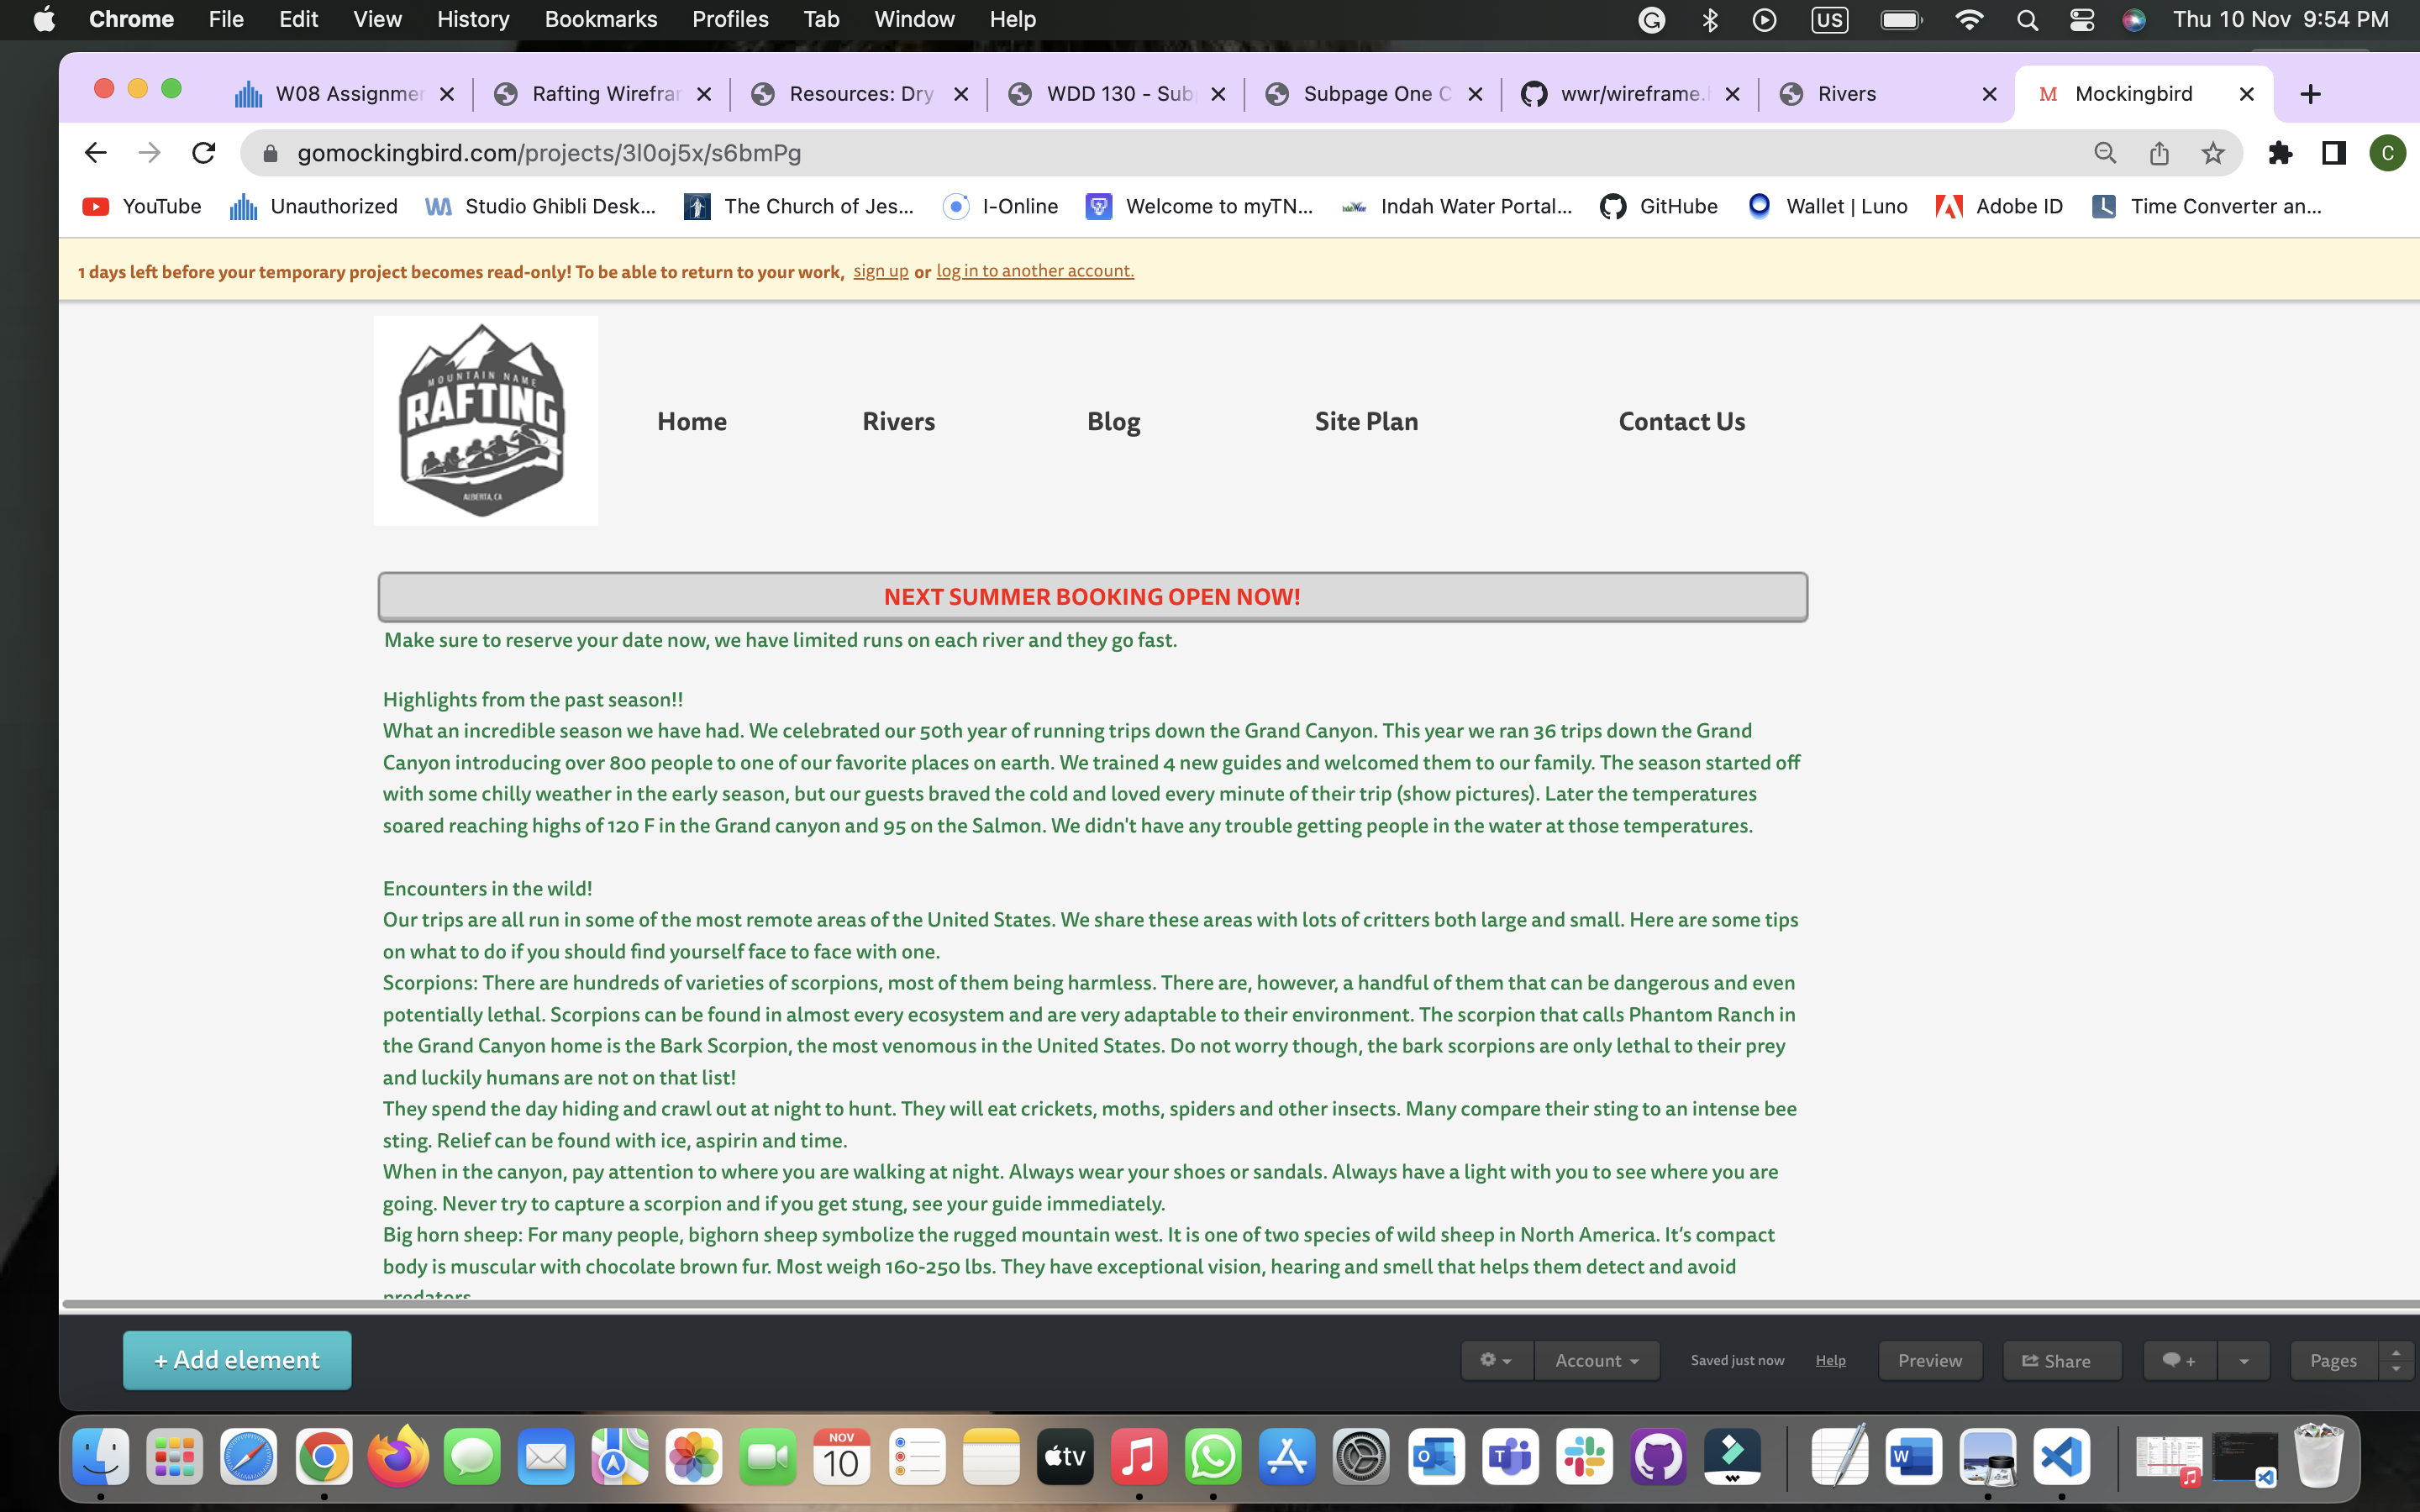 Chrome File Edit View History Bookmarks Profiles Tab Window Help US Thu 10 Nov 9:54 PM
W08 Assignmen Rafting Wirefrar Resources: Dry WDD 130 - Sub Subpage One C wwr/wireframe. Rivers M Mockingbird
gomockingbird.com/projects/3l0oj5x/s6bmPg C
YouTube Unauthorized Studio Ghibli Desk... The Church of Jes... I-Online Welcome to myTN... Indah Water Portal... GitHube Wallet | Luno Adobe ID Time Converter an...
1 days left before your temporary project becomes read-only! To be able to return to your work, sign up or log in to another account.
MOUNTAIN NAME
RAFTING
ALBERTA, CA
Home Rivers Blog Site Plan Contact Us
NEXT SUMMER BOOKING OPEN NOW!
Make sure to reserve your date now, we have limited runs on each river and they go fast.
Highlights from the past season!!
What an incredible season we have had. We celebrated our 50th year of running trips down the Grand Canyon. This year we ran 36 trips down the Grand
Canyon introducing over 800 people to one of our favorite places on earth. We trained 4 new guides and welcomed them to our family. The season started off
with some chilly weather in the early season, but our guests braved the cold and loved every minute of their trip (show pictures). Later the temperatures
soared reaching highs of 120 F in the Grand canyon and 95 on the Salmon. We didn't have any trouble getting people in the water at those temperatures.
Encounters in the wild!
Our trips are all run in some of the most remote areas of the United States. We share these areas with lots of critters both large and small. Here are some tips
on what to do if you should find yourself face to face with one.
Scorpions: There are hundreds of varieties of scorpions, most of them being harmless. There are, however, a handful of them that can be dangerous and even
potentially lethal. Scorpions can be found in almost every ecosystem and are very adaptable to their environment. The scorpion that calls Phantom Ranch in
the Grand Canyon home is the Bark Scorpion, the most venomous in the United States. Do not worry though, the bark scorpions are only lethal to their prey
and luckily humans are not on that list!
They spend the day hiding and crawl out at night to hunt. They will eat crickets, moths, spiders and other insects. Many compare their sting to an intense bee
sting. Relief can be found with ice, aspirin and time.
When in the canyon, pay attention to where you are walking at night. Always wear your shoes or sandals. Always have a light with you to see where you are
going. Never try to capture a scorpion and if you get stung, see your guide immediately.
Big horn sheep: For many people, bighorn sheep symbolize the rugged mountain west. It is one of two species of wild sheep in North America. It's compact
body is muscular with chocolate brown fur. Most weigh 160-250 lbs. They have exceptional vision, hearing and smell that helps them detect and avoid
predators
+ Add element Account Saved just now Help Preview Share + Pages
NOV
10
tv